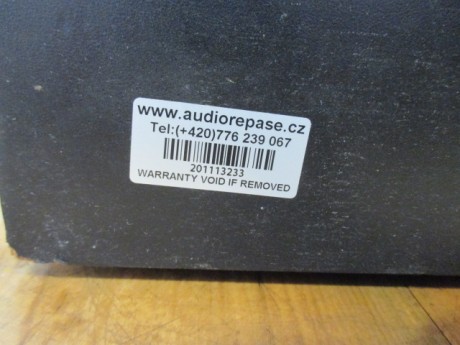 www.audiorepase.cz
Tel:(+420)776 239 067
201113233
WARRANTY VOID IF REMOVED